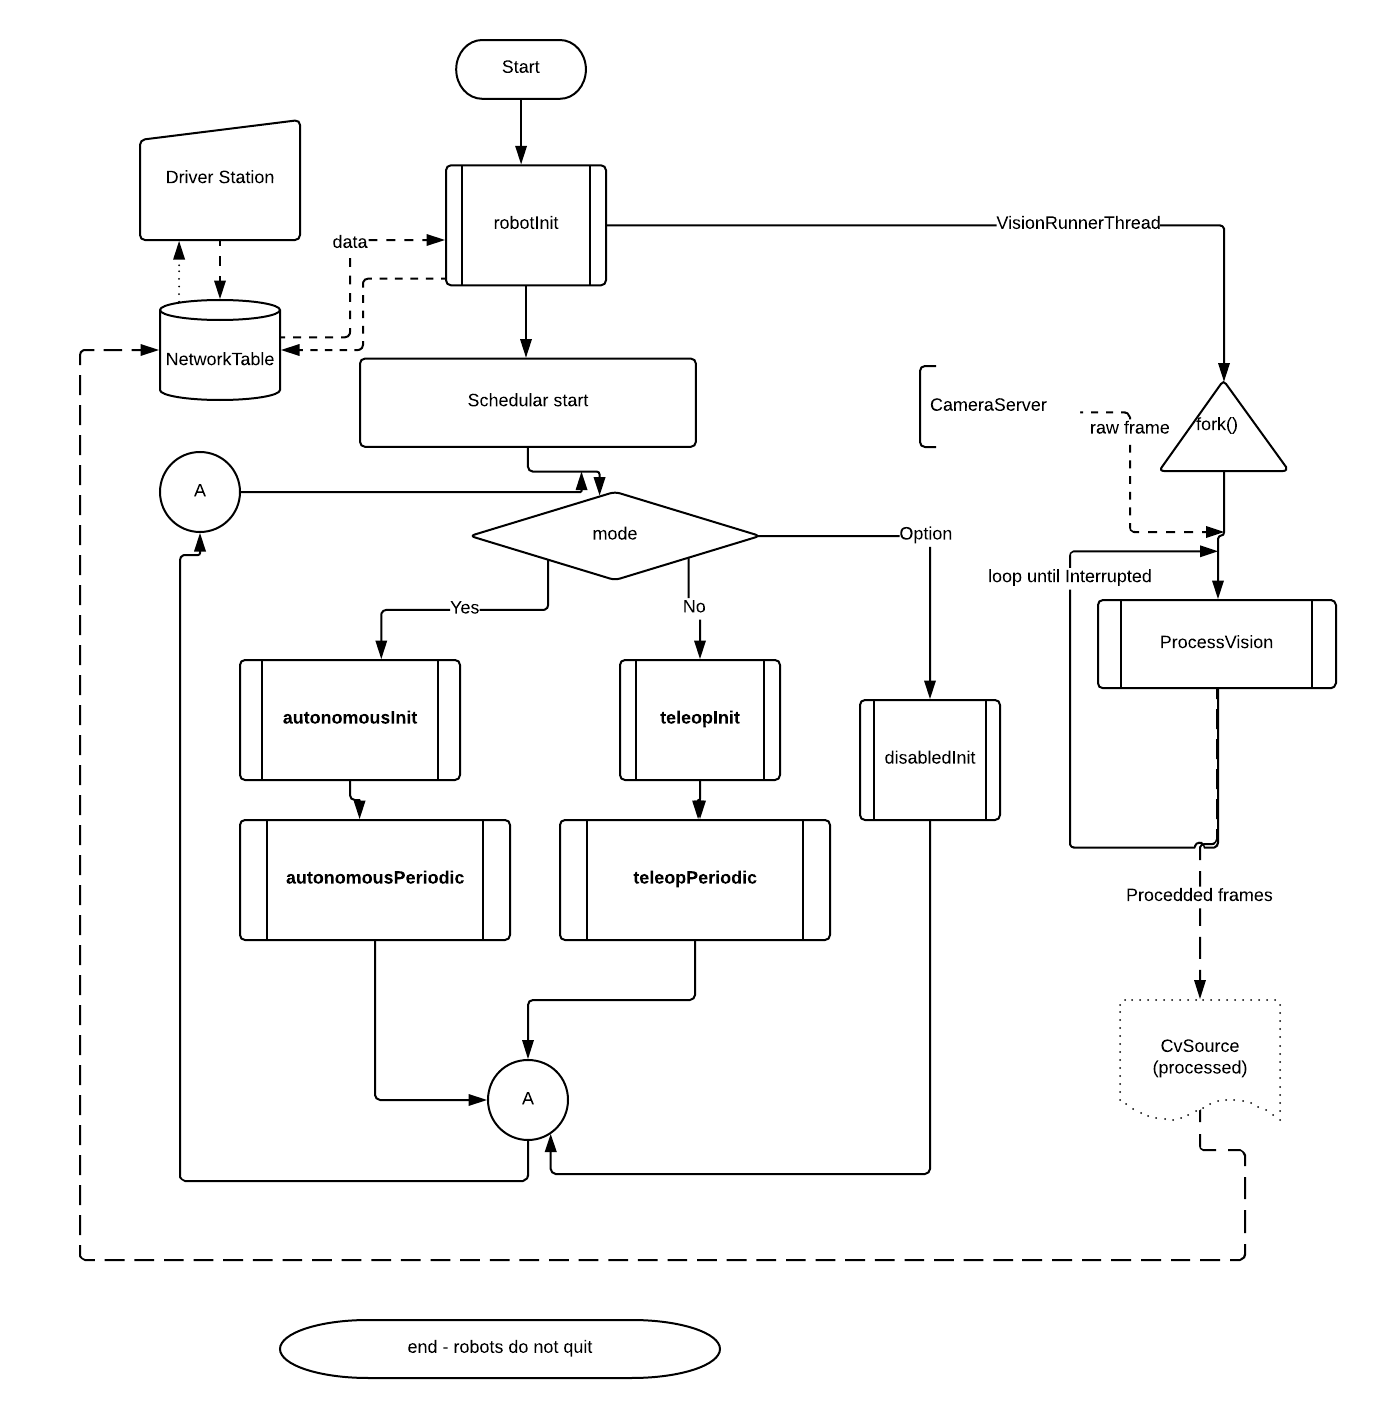 Start
Driver Station
robotInit
VisionRunnerThread
data
NetworkTable
Schedular start
CameraServer
raw frame
fork()
A
mode
Option
loop until Interrupted
Yes
No
ProcessVision
autonomousInit
teleopInit
disabledInit
autonomousPeriodic
teleopPeriodic
Procedded frames
CvSource
(processed)
A
end - robots do not quit